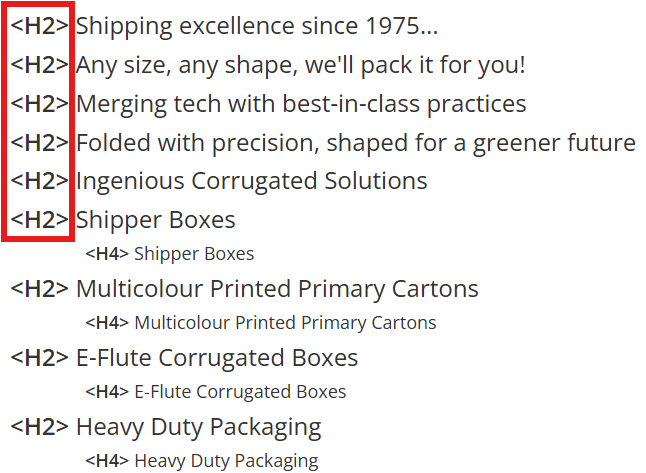 <H2> Shipping excellence since 1975...
<H2> Any size, any shape, we'll pack it for you!
<H2> Merging tech with best-in-class practices
<H2> Folded with precision, shaped for a greener future
<H2> Ingenious Corrugated Solutions
<H2> Shipper Boxes
<H4> Shipper Boxes
<H2> Multicolour Printed Primary Cartons
<H4> Multicolour Printed Primary Cartons
<H2> E-Flute Corrugated Boxes
<H4> E-Flute Corrugated Boxes
<H2> Heavy Duty Packaging
<H4> Heavy Duty Packaging